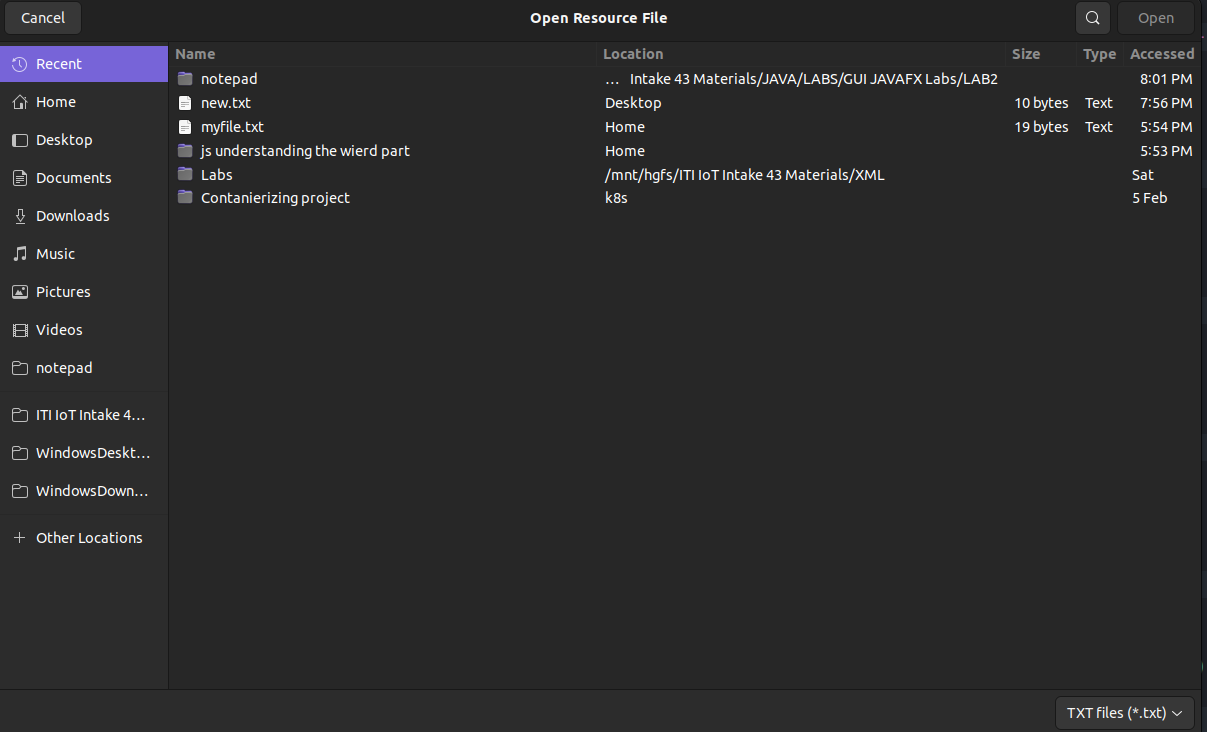 Cancel Open Resource File Open
Recent
Home
Desktop
Documents
Downloads
Music
Pictures
Videos
notepad
ITI IoT Intake 4...
WindowsDeskt...
WindowsDown...
Other Locations
Name Location Size Type Accessed
notepad ... Intake 43 Materials/JAVA/LABS/GUI JAVAFX Labs/LAB2 8:01 PM
new.txt Desktop 10 bytes Text 7:56 PM
myfile.txt Home 19 bytes Text 5:54 PM
js understanding the wierd part Home 5:53 PM
Labs /mnt/hgfs/ITI IoT Intake 43 Materials/XML Sat
Contanierizing project k8s 5 Feb
TXT files (*.txt)